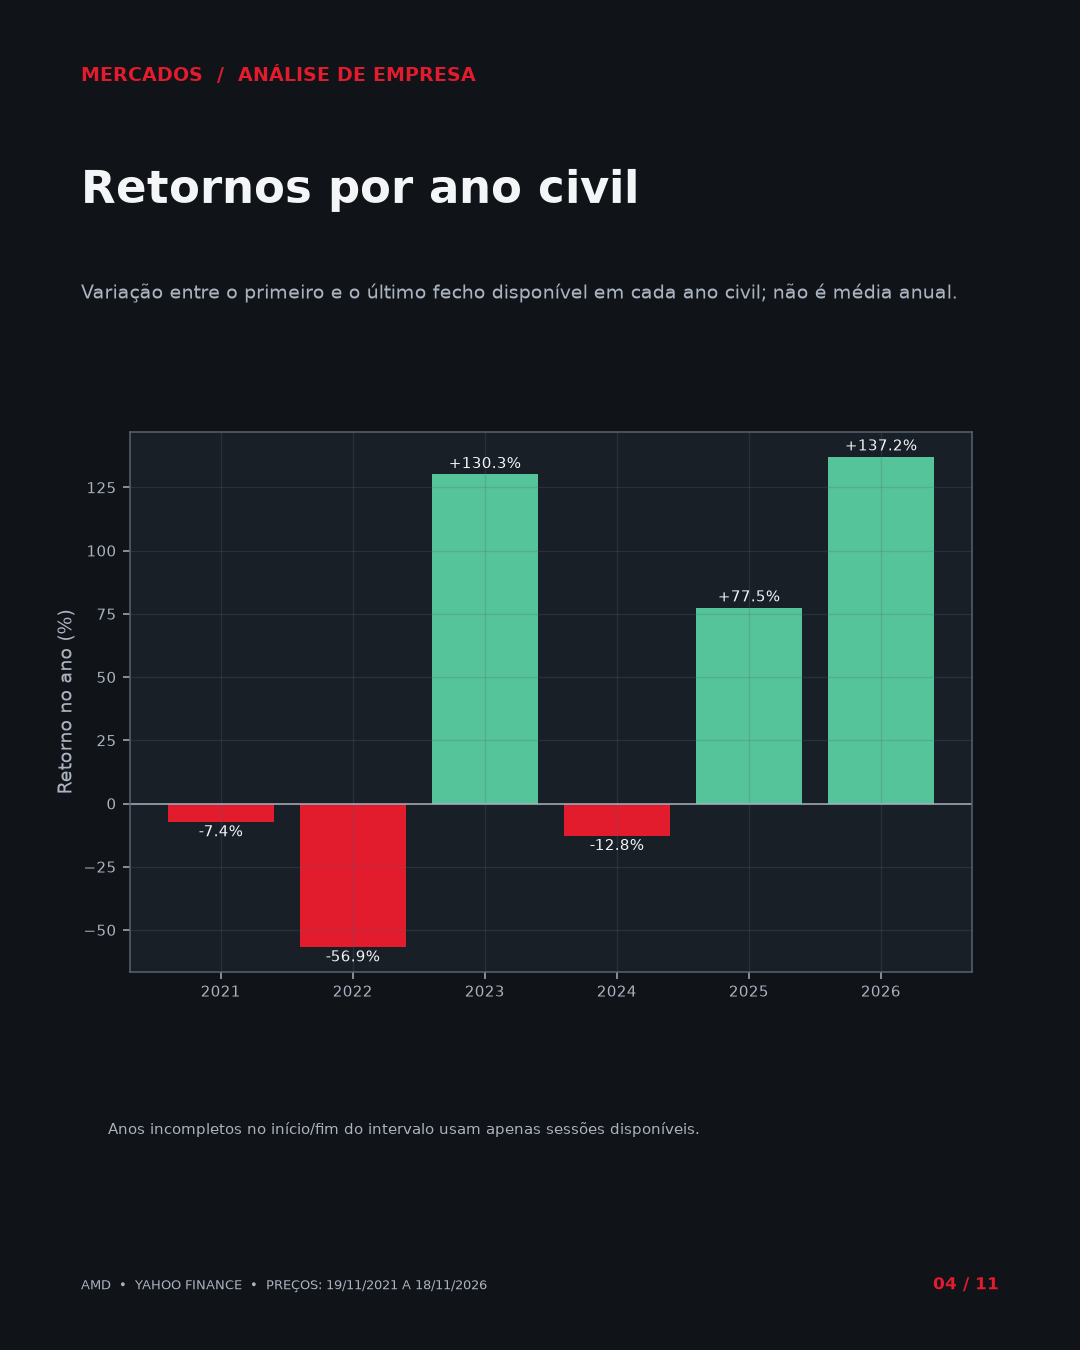 MERCADOS / ANÁLISE DE EMPRESA
Retornos por ano civil
Variação entre o primeiro e o último fecho disponível em cada ano civil; não é média anual.
Retorno no ano (%)
125
100
75
50
25
0
−25
−50
-7.4%
-56.9%
+130.3%
-12.8%
+77.5%
+137.2%
2021
2022
2023
2024
2025
2026
Anos incompletos no início/fim do intervalo usam apenas sessões disponíveis.
AMD • YAHOO FINANCE • PREÇOS: 19/11/2021 A 18/11/2026
04 / 11